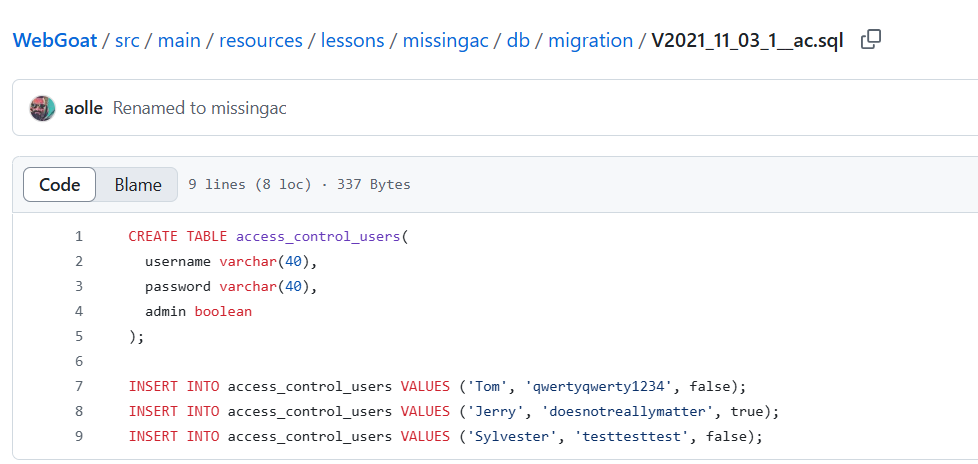 WebGoat / src / main / resources / lessons / missingac / db / migration / V2021_11_03_1__ac.sql
aolle Renamed to missingac
Code Blame 9 lines (8 loc) · 337 Bytes
1 CREATE TABLE access_control_users(
2   username varchar(40),
3   password varchar(40),
4   admin boolean
5 );
6
7 INSERT INTO access_control_users VALUES ('Tom', 'qwertyqwerty1234', false);
8 INSERT INTO access_control_users VALUES ('Jerry', 'doesnotreallymatter', true);
9 INSERT INTO access_control_users VALUES ('Sylvester', 'testtesttest', false);